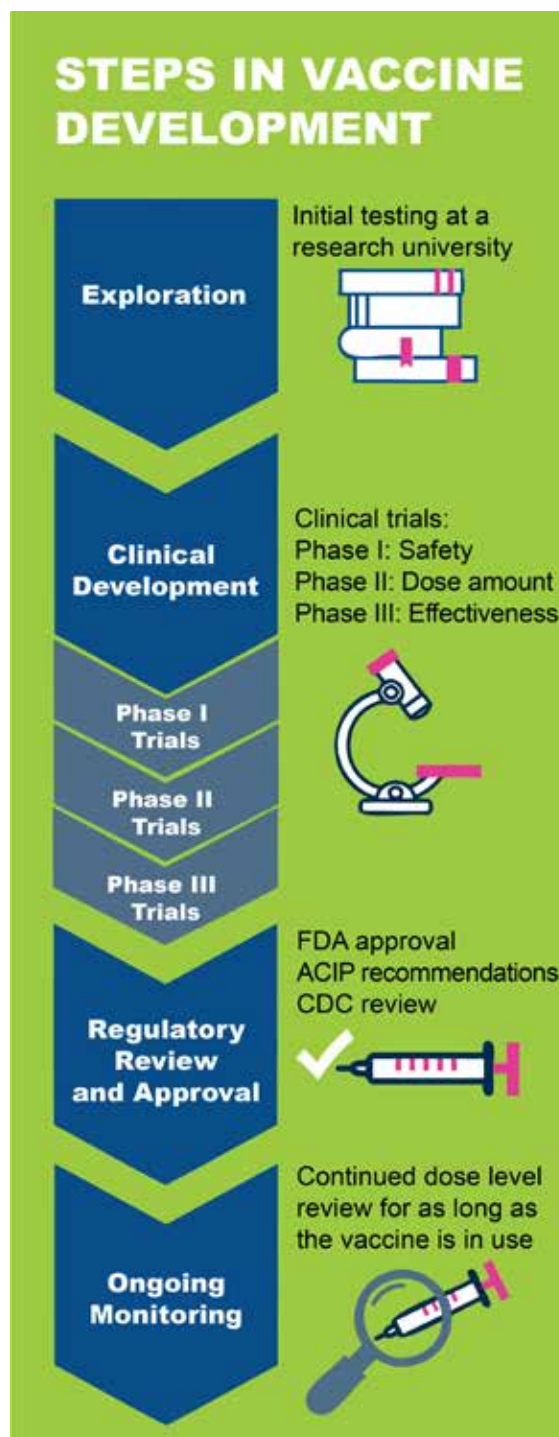 STEPS IN VACCINE
DEVELOPMENT
Exploration
Initial testing at a
research university
Clinical
Development
Clinical trials:
Phase I: Safety
Phase II: Dose amount
Phase III: Effectiveness
Phase I
Trials
Phase II
Trials
Phase III
Trials
Regulatory
Review
and Approval
FDA approval
ACIP recommendations
CDC review
Ongoing
Monitoring
Continued dose level
review for as long as
the vaccine is in use